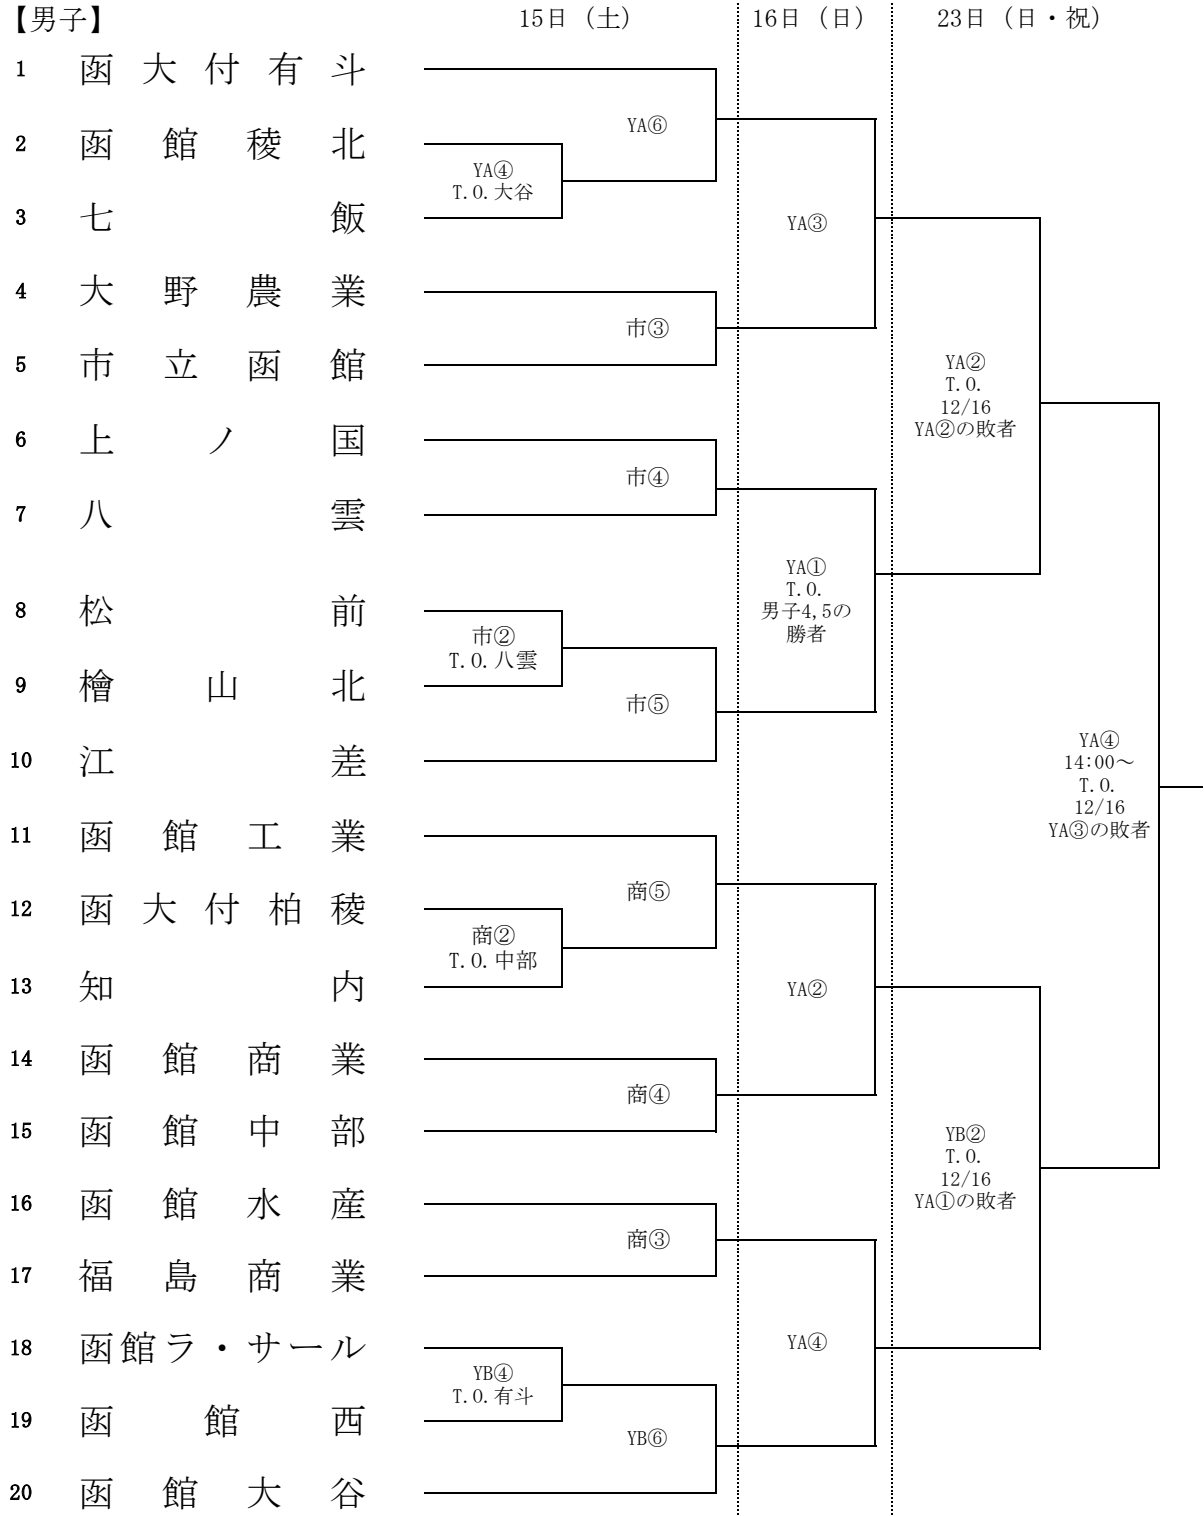 【男子】 15日（土） 16日（日） 23日（日・祝）
1 函大付有斗
YA⑥
2 函館稜北
YA④
T.O.大谷
3 七飯
YA③
4 大野農業
市③
5 市立函館
YA②
T.O.
12/16
YA②の敗者
6 上ノ国
市④
7 八雲
YA①
T.O.
男子4,5の
勝者
8 松前
市②
T.O.八雲
9 檜山北
市⑤
10 江差
YA④
14:00～
T.O.
12/16
YA③の敗者
11 函館工業
商⑤
12 函大付柏稜
商②
T.O.中部
13 知内
YA②
14 函館商業
商④
15 函館中部
YB②
T.O.
12/16
YA①の敗者
16 函館水産
商③
17 福島商業
18 函館ラ・サール
YA④
YB④
T.O.有斗
19 函館西
YB⑥
20 函館大谷